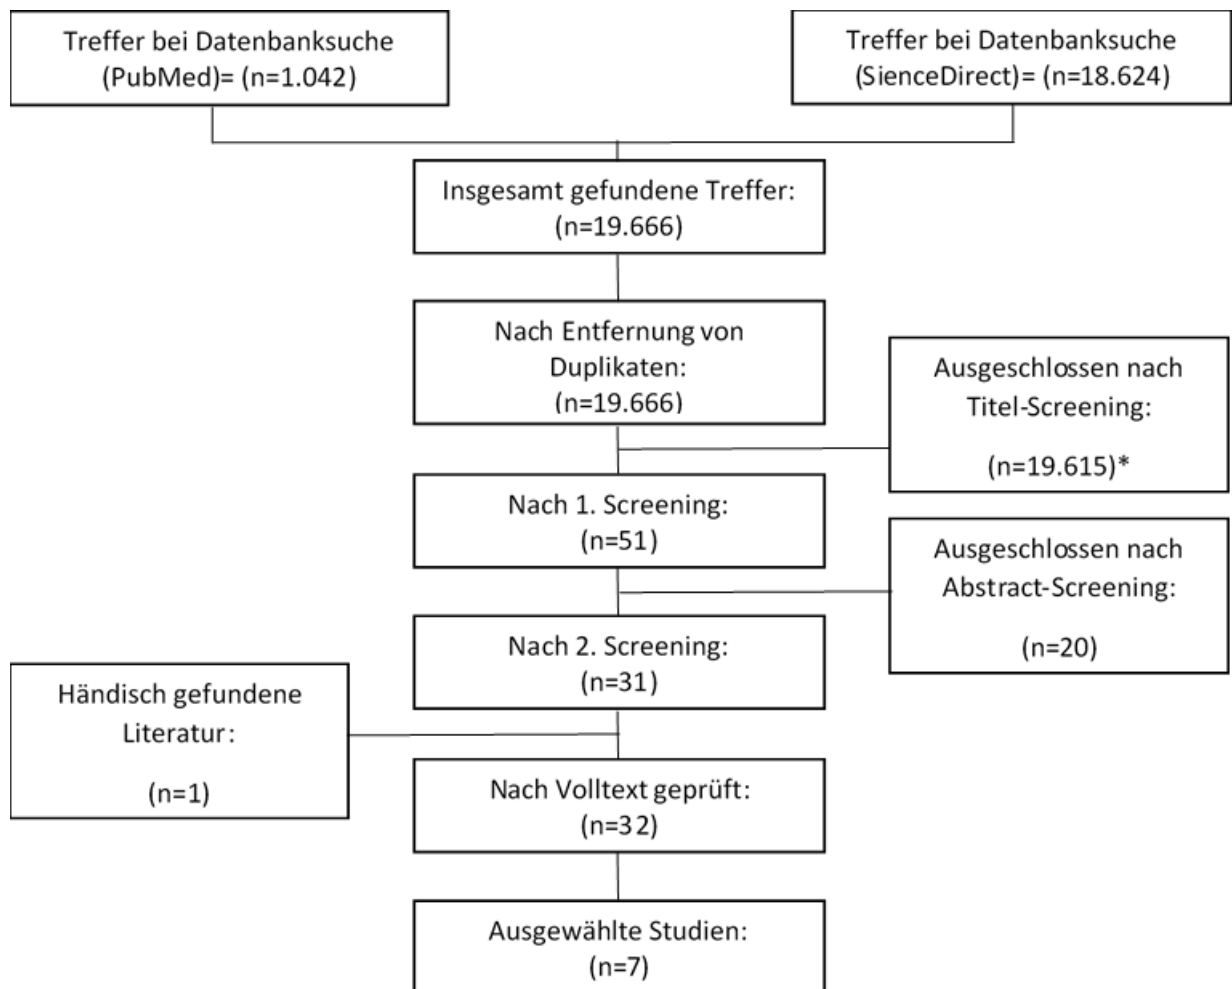 Treffer bei Datenbanksuche
(PubMed)= (n=1.042)
Treffer bei Datenbanksuche
(SienceDirect)= (n=18.624)
Insgesamt gefundene Treffer:
(n=19.666)
Nach Entfernung von
Duplikaten:
(n=19.666)
Ausgeschlossen nach
Titel-Screening:
(n=19.615)*
Nach 1. Screening:
(n=51)
Ausgeschlossen nach
Abstract-Screening:
(n=20)
Nach 2. Screening:
(n=31)
Händisch gefundene
Literatur:
(n=1)
Nach Volltext geprüft:
(n=32)
Ausgewählte Studien:
(n=7)